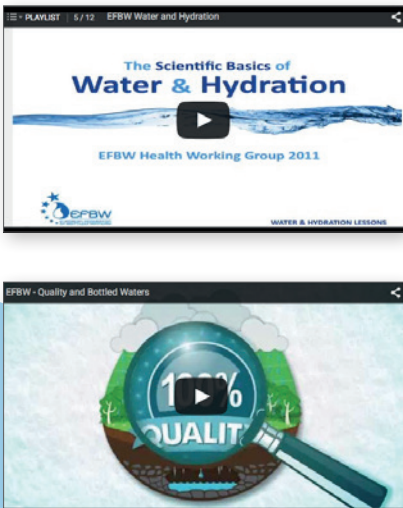 PLAYLIST | 5/12 EFBW Water and Hydration
The Scientific Basics of
Water & Hydration
EFBW Health Working Group 2011
EFBW
WATER & HYDRATION LESSONS
EFBW - Quality and Bottled Waters
100%
QUALITY